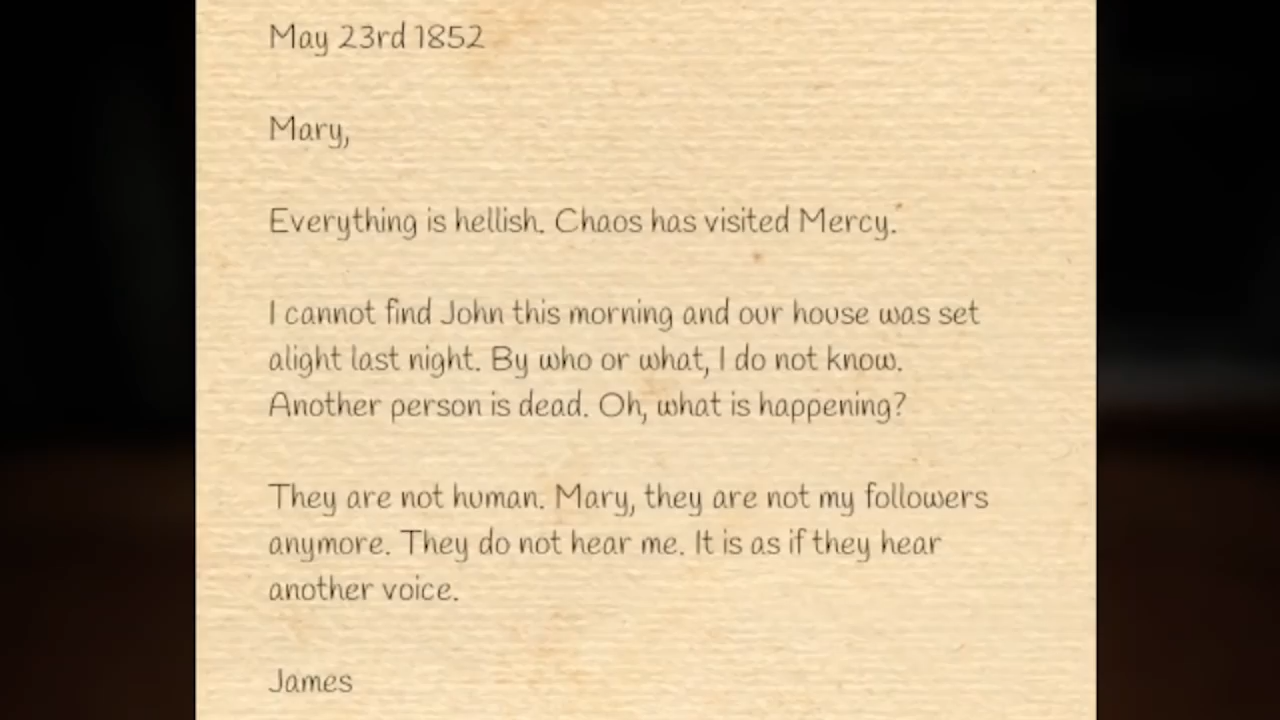 May 23rd 1852
Mary,
Everything is hellish. Chaos has visited Mercy.
I cannot find John this morning and our house was set
alight last night. By who or what, I do not know.
Another person is dead. Oh, what is happening?
They are not human. Mary, they are not my followers
anymore. They do not hear me. It is as if they hear
another voice.
James